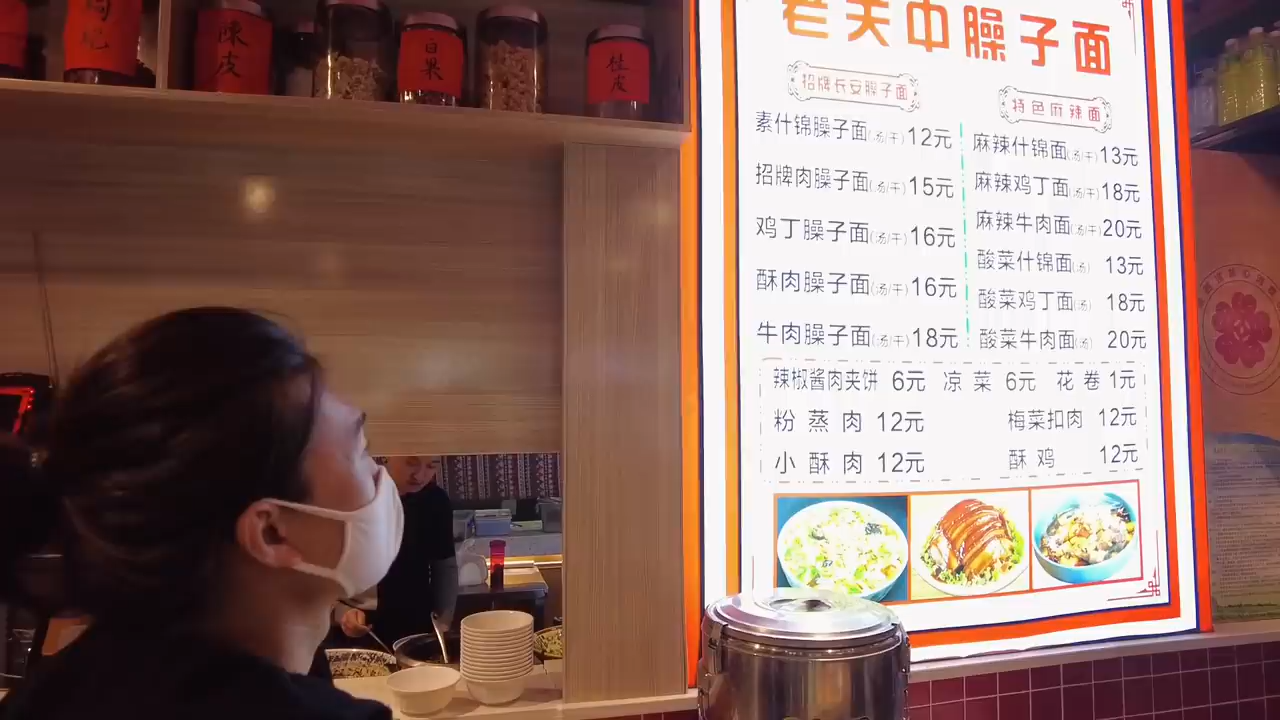 陳皮
白果
桂皮
老关中臊子面
招牌长安臊子面
素什锦臊子面(汤/干)12元
招牌肉臊子面(汤/干)15元
鸡丁臊子面(汤/干)16元
酥肉臊子面(汤/干)16元
牛肉臊子面(汤/干)18元
特色麻辣面
麻辣什锦面(汤/干)13元
麻辣鸡丁面(汤/干)18元
麻辣牛肉面(汤/干)20元
酸菜什锦面(汤) 13元
酸菜鸡丁面(汤) 18元
酸菜牛肉面(汤) 20元
辣椒酱肉夹饼 6元 凉菜 6元 花卷 1元
粉蒸肉 12元 梅菜扣肉 12元
小酥肉 12元 酥鸡 12元